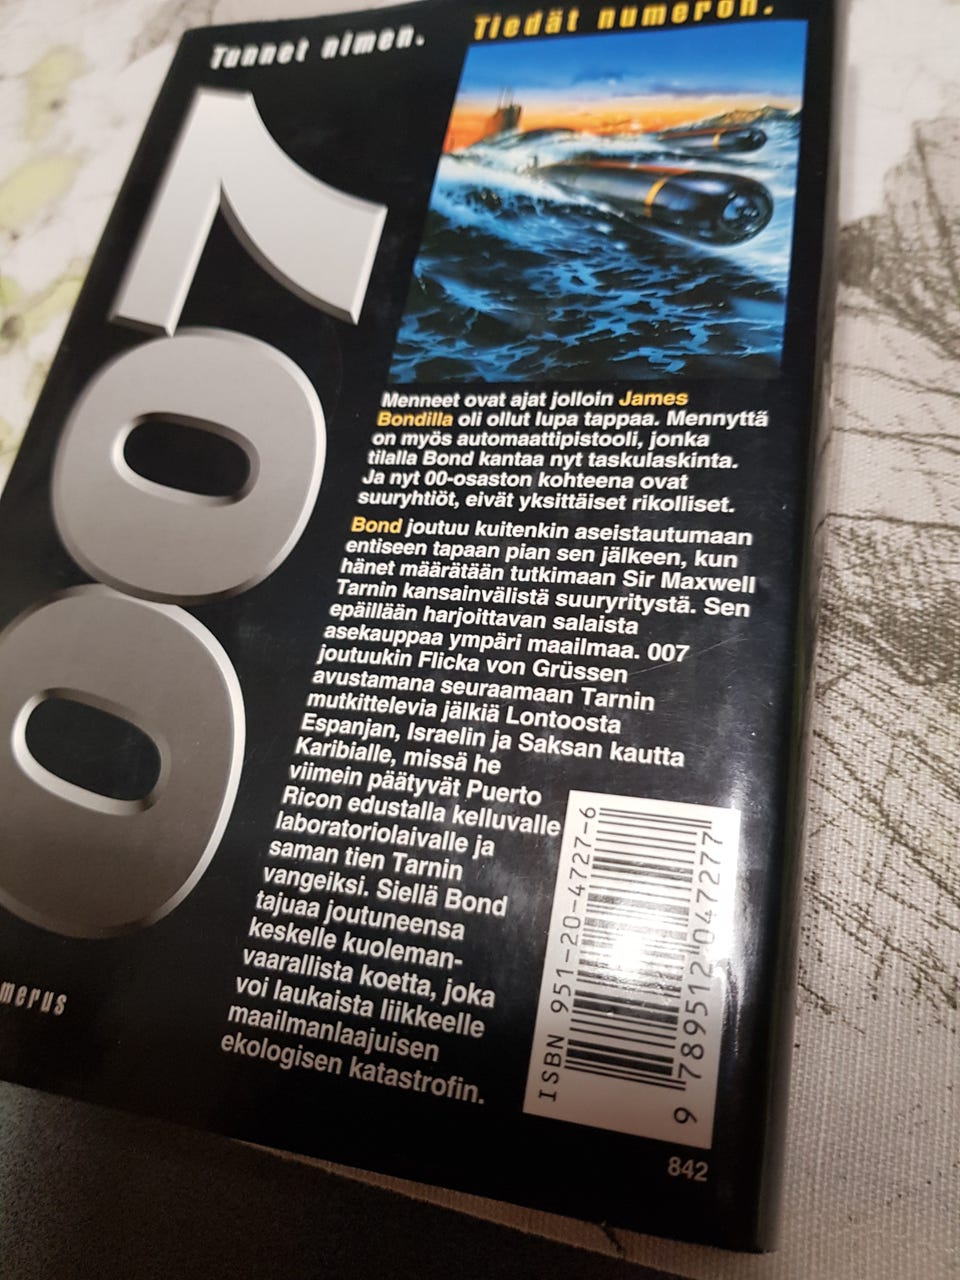 Tunnet nimen.
Tiedät numeron.
007
Menneet ovat ajat jolloin James
Bondilla oli ollut lupa tappaa. Mennyttä
on myös automaattipistooli, jonka
tilalla Bond kantaa nyt taskulaskinta.
Ja nyt 00-osaston kohteena ovat
suuryhtiöt, eivät yksittäiset rikolliset.
Bond joutuu kuitenkin aseistautumaan
entiseen tapaan pian sen jälkeen, kun
hänet määrätään tutkimaan Sir Maxwell
Tarnin kansainvälistä suuryritystä. Sen
epäillään harjoittavan salaista
asekauppaa ympäri maailmaa. 007
joutuukin Flicka von Grüssen
avustamana seuraamaan Tarnin
mutkittelevia jälkiä Lontoosta
Espanjan, Israelin ja Saksan kautta
Karibialle, missä he
viimein päätyvät Puerto
Ricon edustalla kelluvalle
laboratoriolaivalle ja
saman tien Tarnin
vangeiksi. Siellä Bond
tajuaa joutuneensa
keskelle kuoleman-
vaarallista koetta, joka
voi laukaista liikkeelle
maailmanlaajuisen
ekologisen katastrofin.
merus
ISBN 951-20-4727-6
9 789512 047277
842